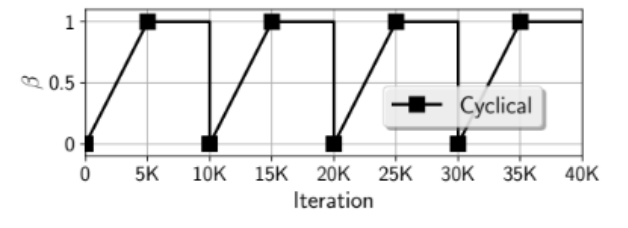 1
β 0.5
Cyclical
0
0 5K 10K 15K 20K 25K 30K 35K 40K
Iteration